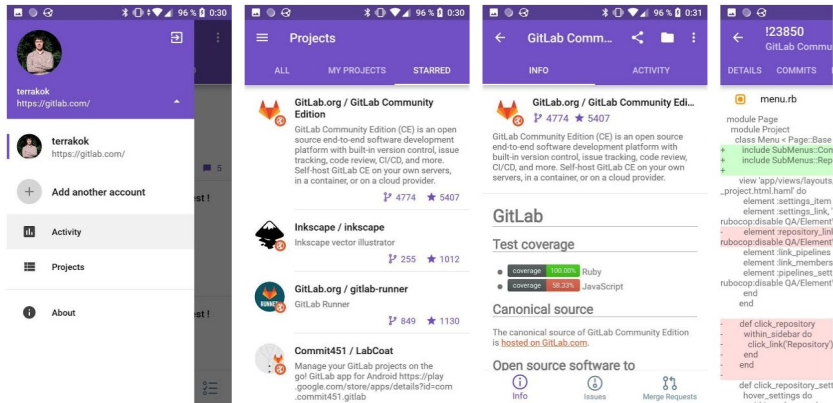 96 % 0:30
terrakok
https://gitlab.com/
terrakok
https://gitlab.com/
Add another account
Activity
Projects
About
5
est !
est !
96 % 0:30
Projects
ALL MY PROJECTS STARRED
GitLab.org / GitLab Community
Edition
GitLab Community Edition (CE) is an open
source end-to-end software development
platform with built-in version control, issue
tracking, code review, CI/CD, and more.
Self-host GitLab CE on your own servers,
in a container, or on a cloud provider.
4774 5407
Inkscape / inkscape
Inkscape vector illustrator
255 1012
RUNNER
GitLab.org / gitlab-runner
GitLab Runner
849 1130
Commit451 / LabCoat
Manage your GitLab projects on the
go! GitLab app for Android https://play
.google.com/store/apps/details?id=com
.commit451.gitlab
96 % 0:31
GitLab Comm...
INFO ACTIVITY
GitLab.org / GitLab Community Edi...
4774 5407
GitLab Community Edition (CE) is an open source
end-to-end software development platform with
built-in version control, issue tracking, code review,
CI/CD, and more. Self-host GitLab CE on your own
servers, in a container, or on a cloud provider.
GitLab
Test coverage
coverage 100.00% Ruby
coverage 58.33% JavaScript
Canonical source
The canonical source of GitLab Community Edition
is hosted on GitLab.com.
Open source software to
Info Issues Merge Requests
!23850
GitLab Commu
DETAILS COMMITS
menu.rb
module Page
module Project
class Menu < Page::Base
+ include SubMenus::Com
+ include SubMenus::Rep
+
view 'app/views/layouts
_project.html.haml' do
element :settings_item
element :settings_link, '
rubocop:disable QA/Element
- element :repository_link
rubocop:disable QA/Element
element :link_pipelines
element :link_members
element :pipelines_sett
rubocop:disable QA/Element
end
end
- def click_repository
- within_sidebar do
- click_link('Repository')
- end
- end
-
def click_repository_sett
hover_settings do